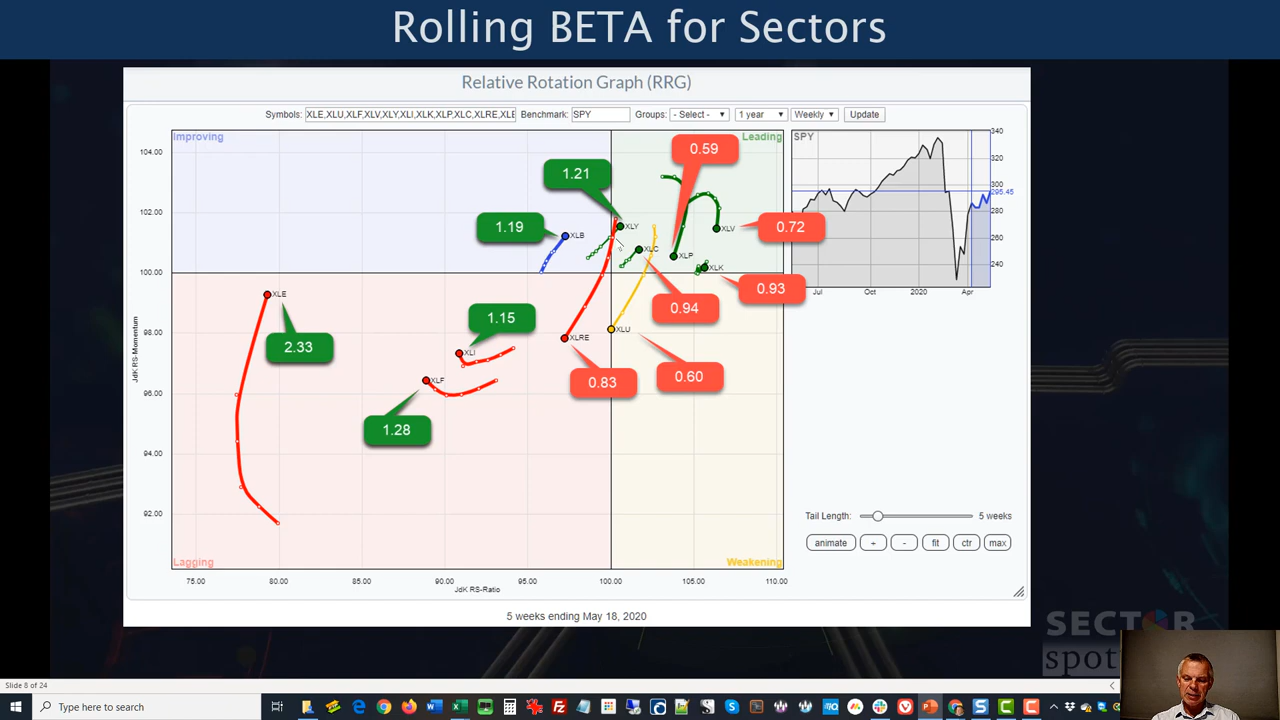 Rolling BETA for Sectors
Relative Rotation Graph (RRG)
Symbols: XLE,XLU,XLF,XLV,XLY,XLI,XLK,XLP,XLC,XLRE,XLE Benchmark: SPY Groups: - Select - 1 year Weekly Update
Improving
Leading
SPY
104.00
102.00
100.00
98.00
96.00
94.00
92.00
JdK RS-Momentum
0.59
1.21
1.19
0.72
0.93
0.94
2.33
1.15
0.83
0.60
1.28
XLY
XLB
XLV
XLC
XLP
XLK
XLE
XLU
XLRE
XLI
XLF
340
320
300
295.45
280
260
240
Jul Oct 2020 Apr
Tail Length: 5 weeks
animate + - fit ctr max
Lagging
Weakening
75.00 80.00 85.00 90.00 95.00 100.00 105.00 110.00
JdK RS-Ratio
5 weeks ending May 18, 2020
SECTOR
spot
Slide 8 of 24
Type here to search